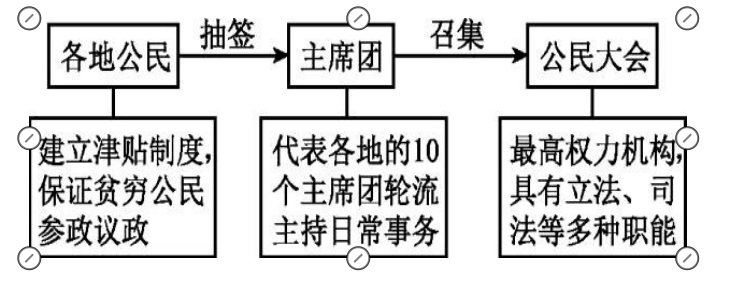 各地公民
抽签
主席团
召集
公民大会
建立津贴制度，
保证贫穷公民
参政议政
代表各地的10
个主席团轮流
主持日常事务
最高权力机构，
具有立法、司
法等多种职能